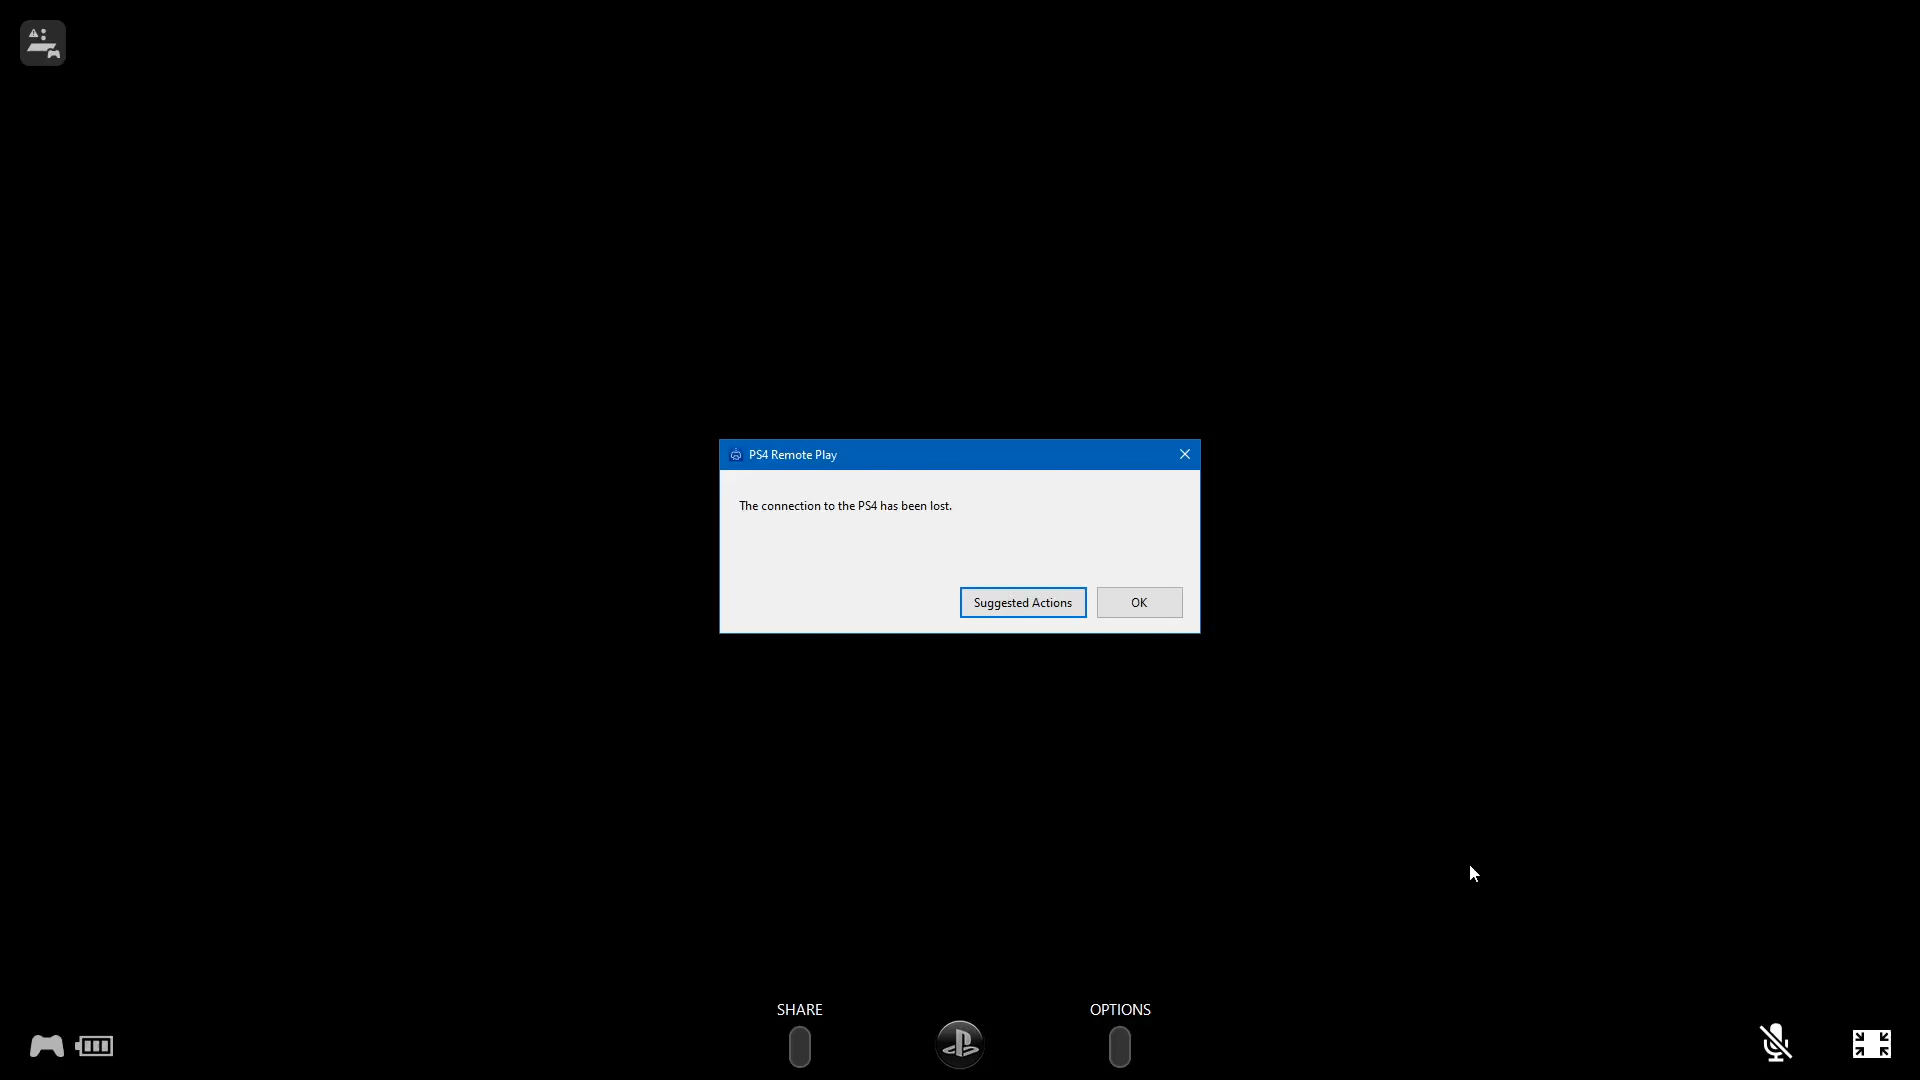 PS4 Remote Play
The connection to the PS4 has been lost.
Suggested Actions
OK
SHARE
OPTIONS